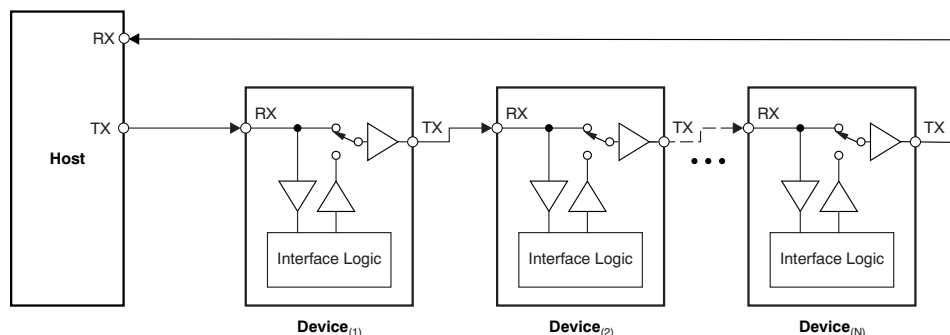 RX
TX
Host
RX
TX
Interface Logic
Device(1)
RX
TX
Interface Logic
Device(2)
RX
TX
Interface Logic
Device(N)